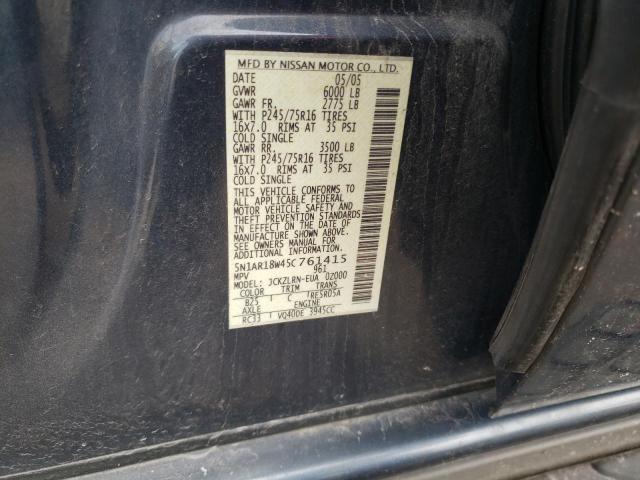 MFD BY NISSAN MOTOR CO., LTD.
DATE 05/05
GVWR 6000 LB
GAWR FR. 2775 LB
WITH P245/75R16 TIRES
16X7.0 RIMS AT 35 PSI
COLD SINGLE
GAWR RR. 3500 LB
WITH P245/75R16 TIRES
16X7.0 RIMS AT 35 PSI
COLD SINGLE
THIS VEHICLE CONFORMS TO
ALL APPLICABLE FEDERAL
MOTOR VEHICLE SAFETY AND
THEFT PREVENTION STANDARDS
IN EFFECT ON THE DATE OF
MANUFACTURE SHOWN ABOVE.
SEE OWNERS MANUAL FOR
ADDITIONAL INFORMATION.
5N1AR18W45C761415
MPV 961
MODEL: JCKZLRN-EUA 0Z000
COLOR TRIM TRANS
B25 C RE5R05A
AXLE ENGINE
RC33 VQ40DE 3945CC